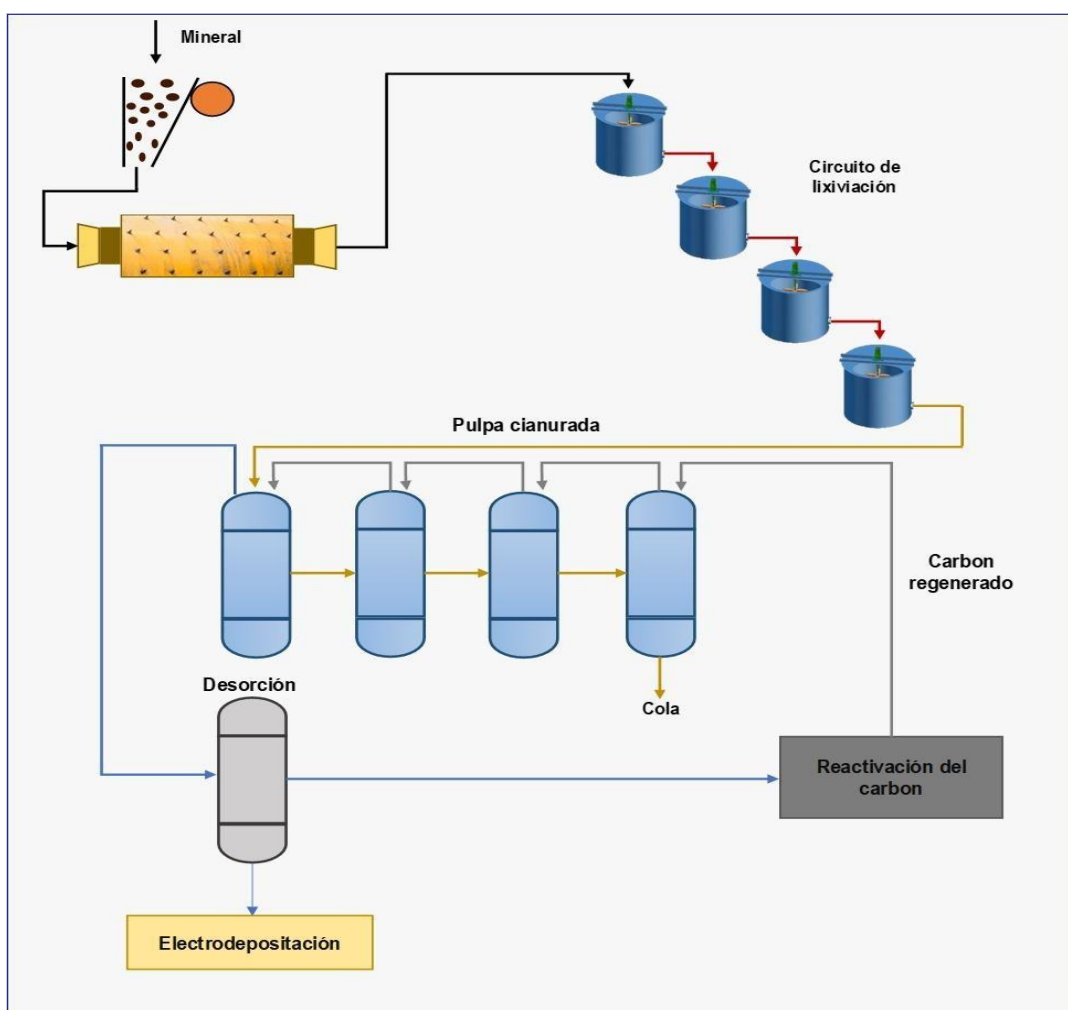 Mineral
Circuito de
lixiviación
Pulpa cianurada
Carbon
regenerado
Desorción
Cola
Reactivación del
carbon
Electrodepositación